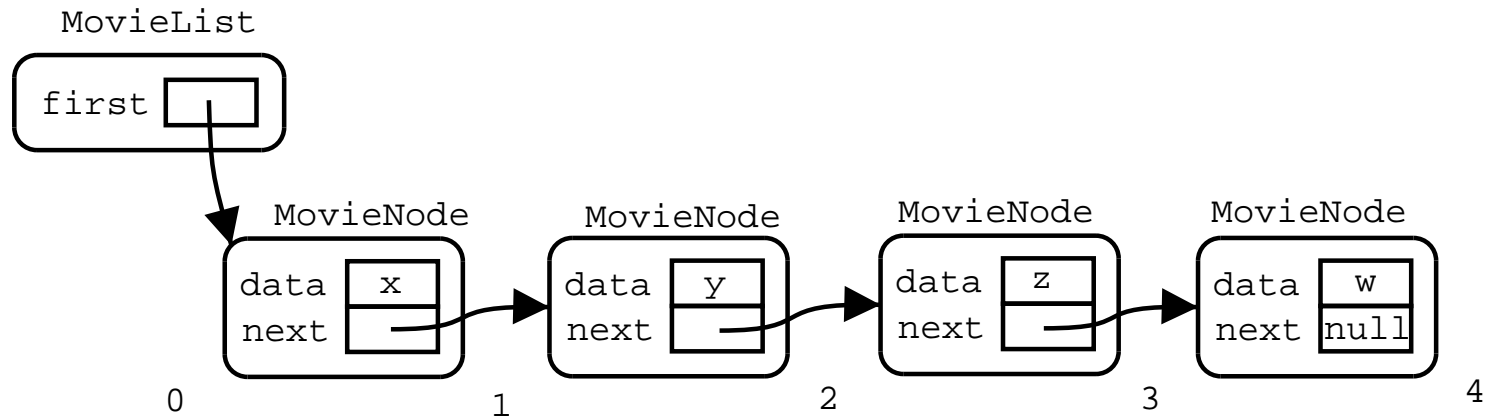 MovieList
first
MovieNode MovieNode MovieNode MovieNode
data x data y data z data w
next next next next null
0 1 2 3 4